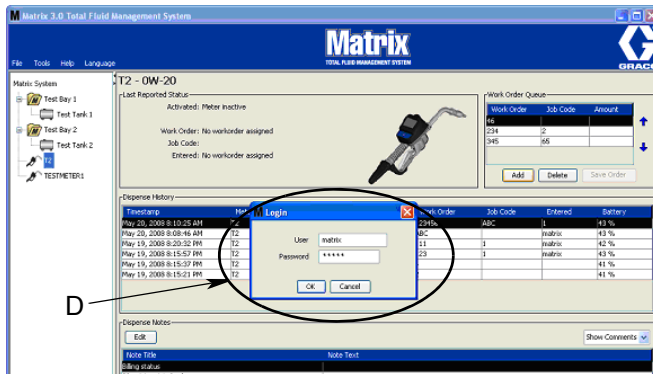 Matrix 3.0 Total Fluid Management System
File Tools Help Language
Matrix
TOTAL FLUID MANAGEMENT SYSTEM
GRACO
Matrix System
Test Bay 1
Test Tank 1
Test Bay 2
Test Tank 2
T2
TESTMETER1
T2 - 0W-20
Last Reported Status
Activated: Meter inactive
Work Order: No workorder assigned
Job Code:
Entered: No workorder assigned
Work Order Queue
Work Order Job Code Amount
46
234 2
345 65
Add Delete Save Order
Dispense History
Timestamp Work Order Job Code Entered Battery
May 20, 2008 8:10:25 AM T2 23456 ABC 1 43 %
May 20, 2008 8:08:46 AM T2 ABC matrix 43 %
May 19, 2008 8:20:32 PM T2 11 1 matrix 42 %
May 19, 2008 8:15:57 PM T2 23 1 matrix 43 %
May 19, 2008 8:15:37 PM T2 41 %
May 19, 2008 8:15:21 PM T2 41 %
Login
User matrix
Password *****
OK Cancel
D
Dispense Notes
Edit Show Comments
Note Title Note Text
Billing status